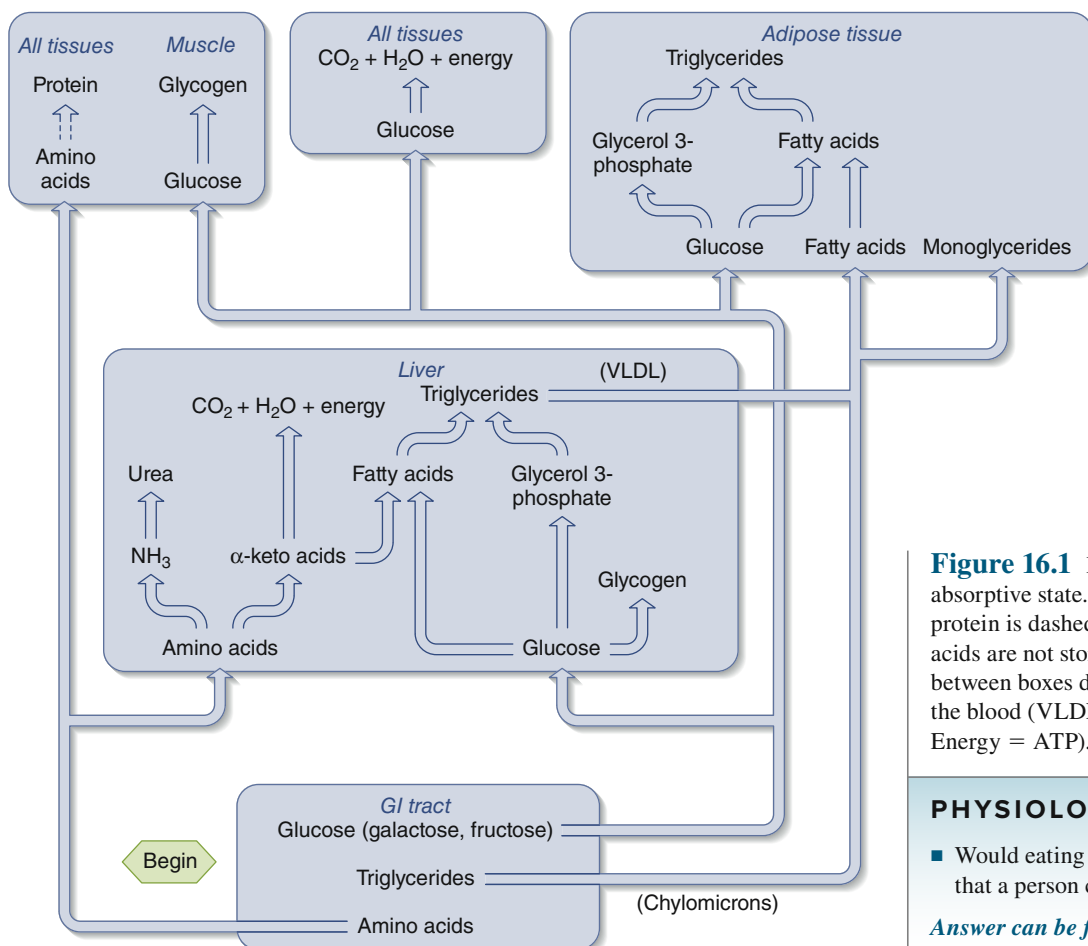 All tissues
Muscle
Protein
Glycogen
Amino
acids
Glucose
All tissues
CO₂ + H₂O + energy
Glucose
Adipose tissue
Triglycerides
Glycerol 3-
phosphate
Fatty acids
Glucose
Fatty acids
Monoglycerides
Liver
(VLDL)
Triglycerides
CO₂ + H₂O + energy
Urea
Fatty acids
Glycerol 3-
phosphate
NH₃
α-keto acids
Glycogen
Amino acids
Glucose
GI tract
Glucose (galactose, fructose)
Begin
Triglycerides
(Chylomicrons)
Amino acids
Figure 16.1
absorptive state.
protein is dashed
acids are not sto
between boxes d
the blood (VLD
Energy = ATP).
PHYSIOLO
■ Would eating
that a person c
Answer can be f